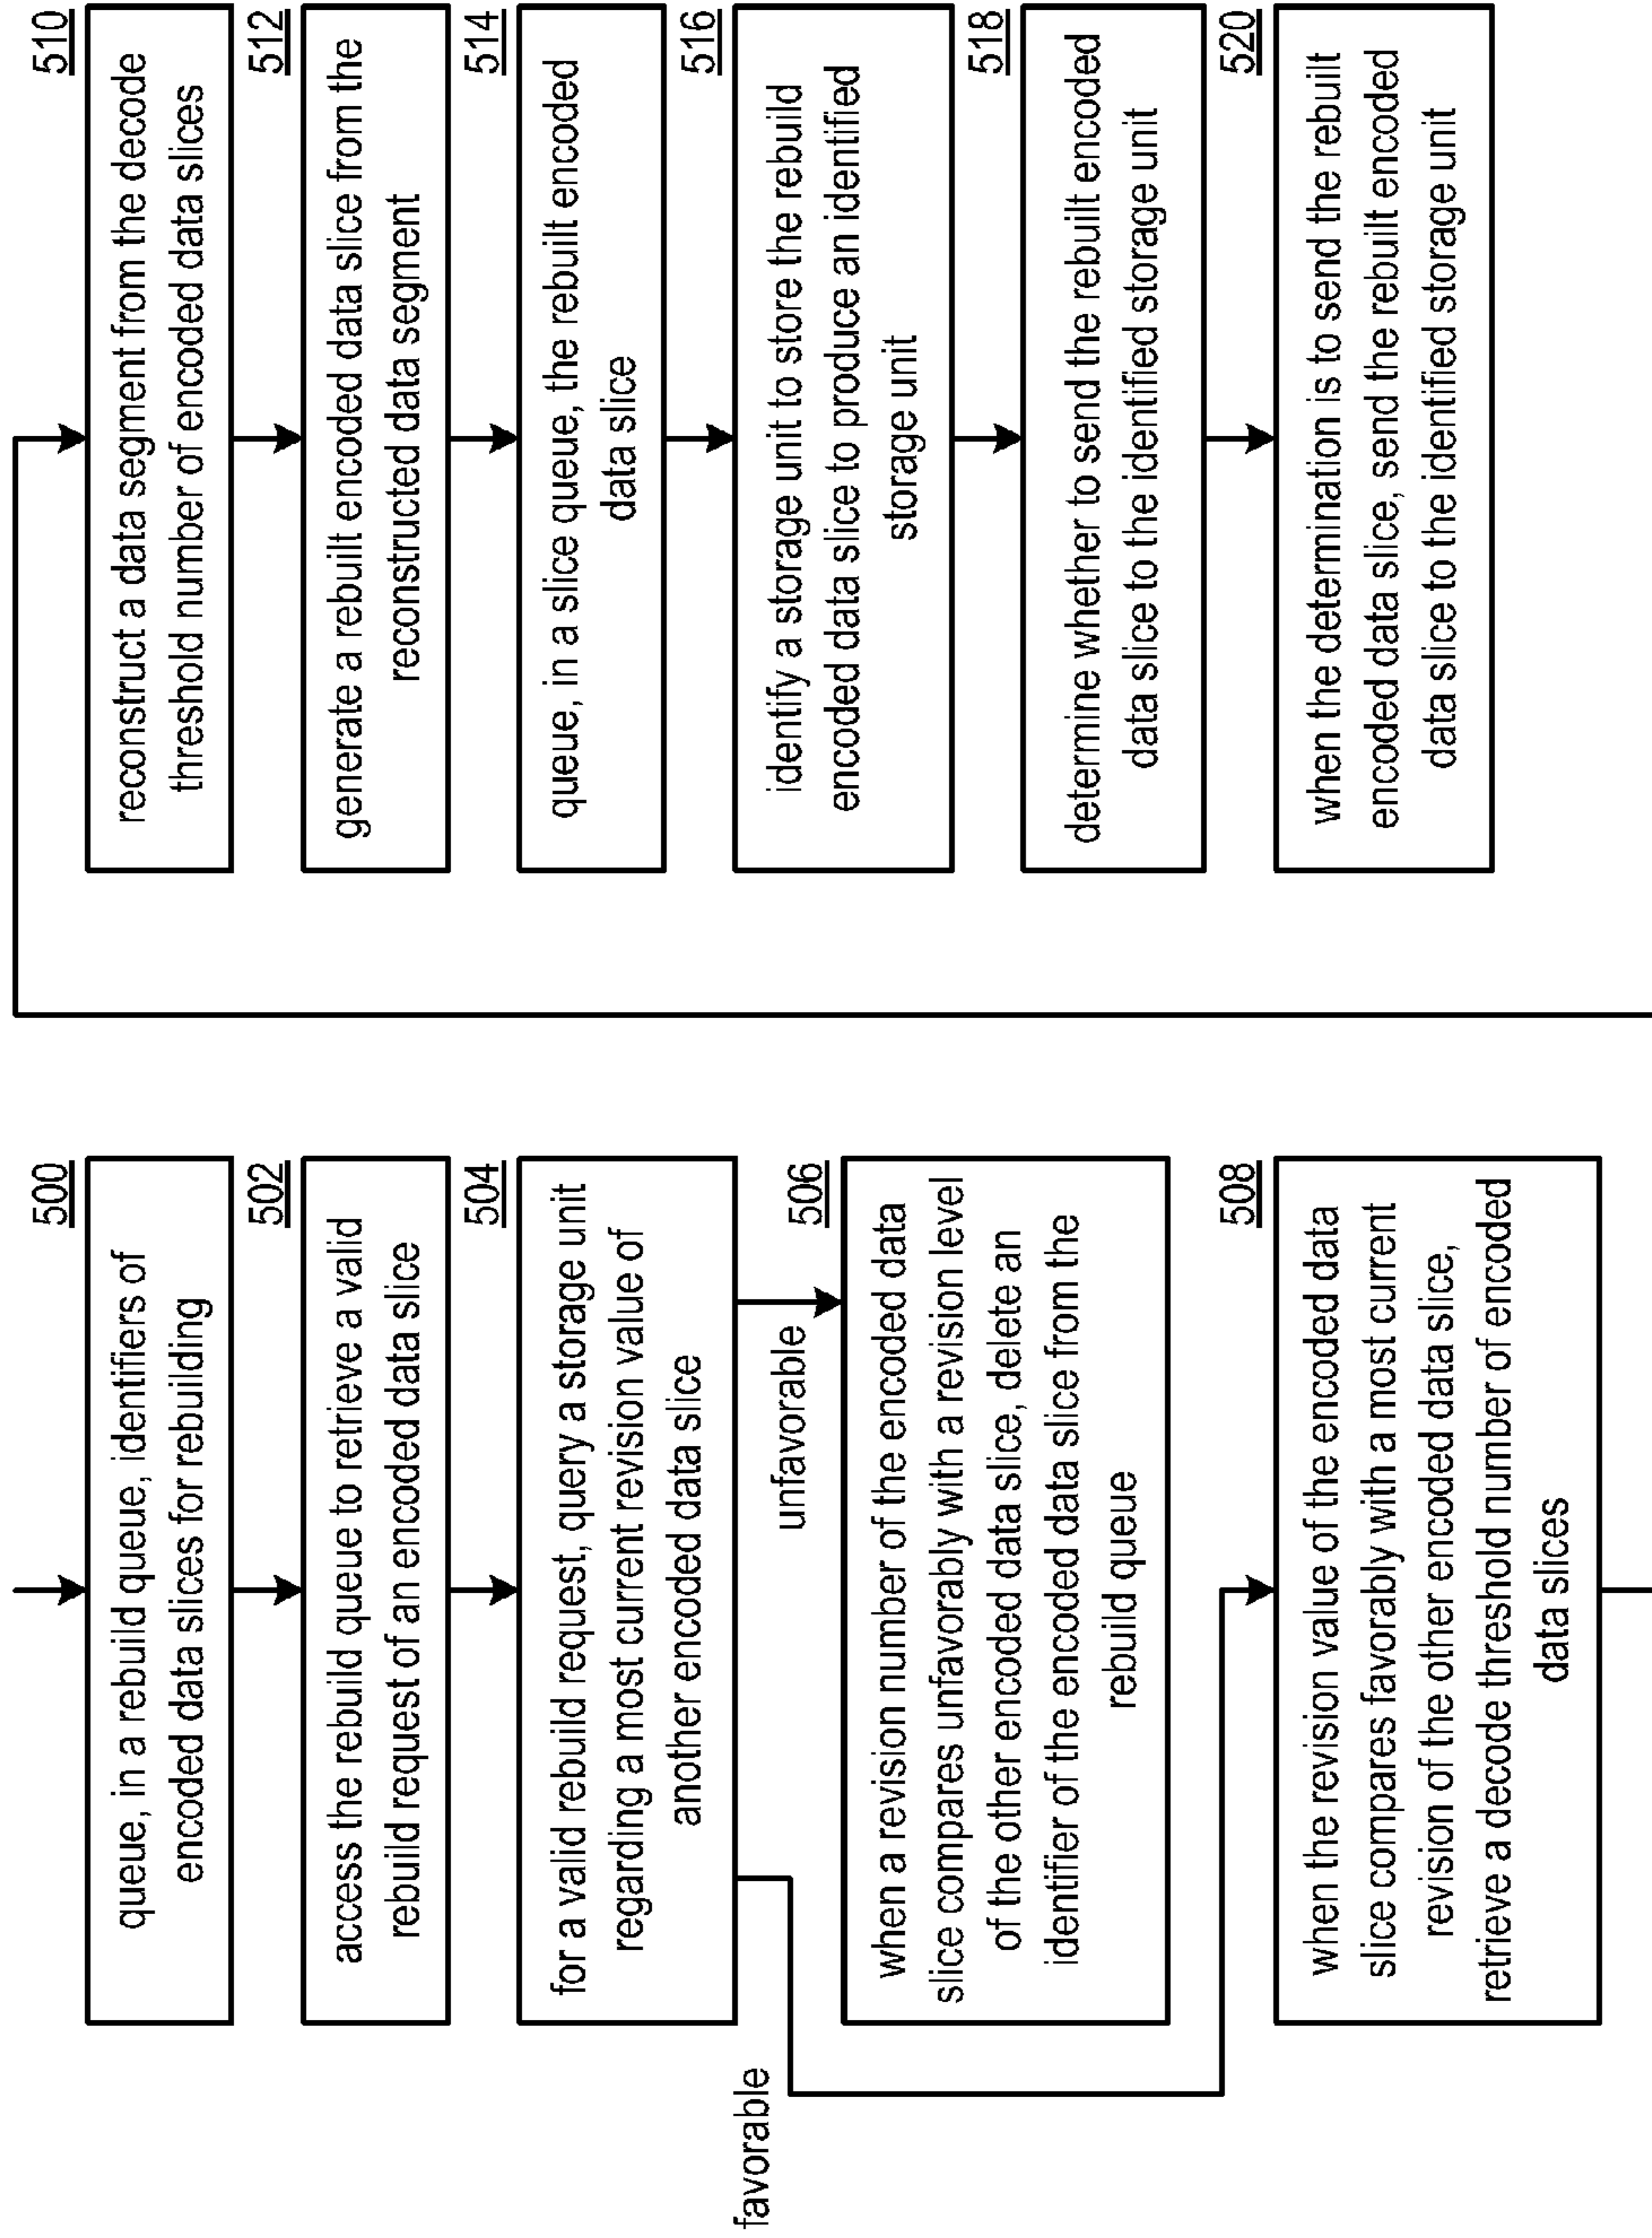 500
queue, in a rebuild queue, identifiers of
encoded data slices for rebuilding
502
access the rebuild queue to retrieve a valid
rebuild request of an encoded data slice
504
for a valid rebuild request, query a storage unit
regarding a most current revision value of
another encoded data slice
favorable
unfavorable
506
when a revision number of the encoded data
slice compares unfavorably with a revision level
of the other encoded data slice, delete an
identifier of the encoded data slice from the
rebuild queue
508
when the revision value of the encoded data
slice compares favorably with a most current
revision of the other encoded data slice,
retrieve a decode threshold number of encoded
data slices
510
reconstruct a data segment from the decode
threshold number of encoded data slices
512
generate a rebuilt encoded data slice from the
reconstructed data segment
514
queue, in a slice queue, the rebuilt encoded
data slice
516
identify a storage unit to store the rebuild
encoded data slice to produce an identified
storage unit
518
determine whether to send the rebuilt encoded
data slice to the identified storage unit
520
when the determination is to send the rebuilt
encoded data slice, send the rebuilt encoded
data slice to the identified storage unit